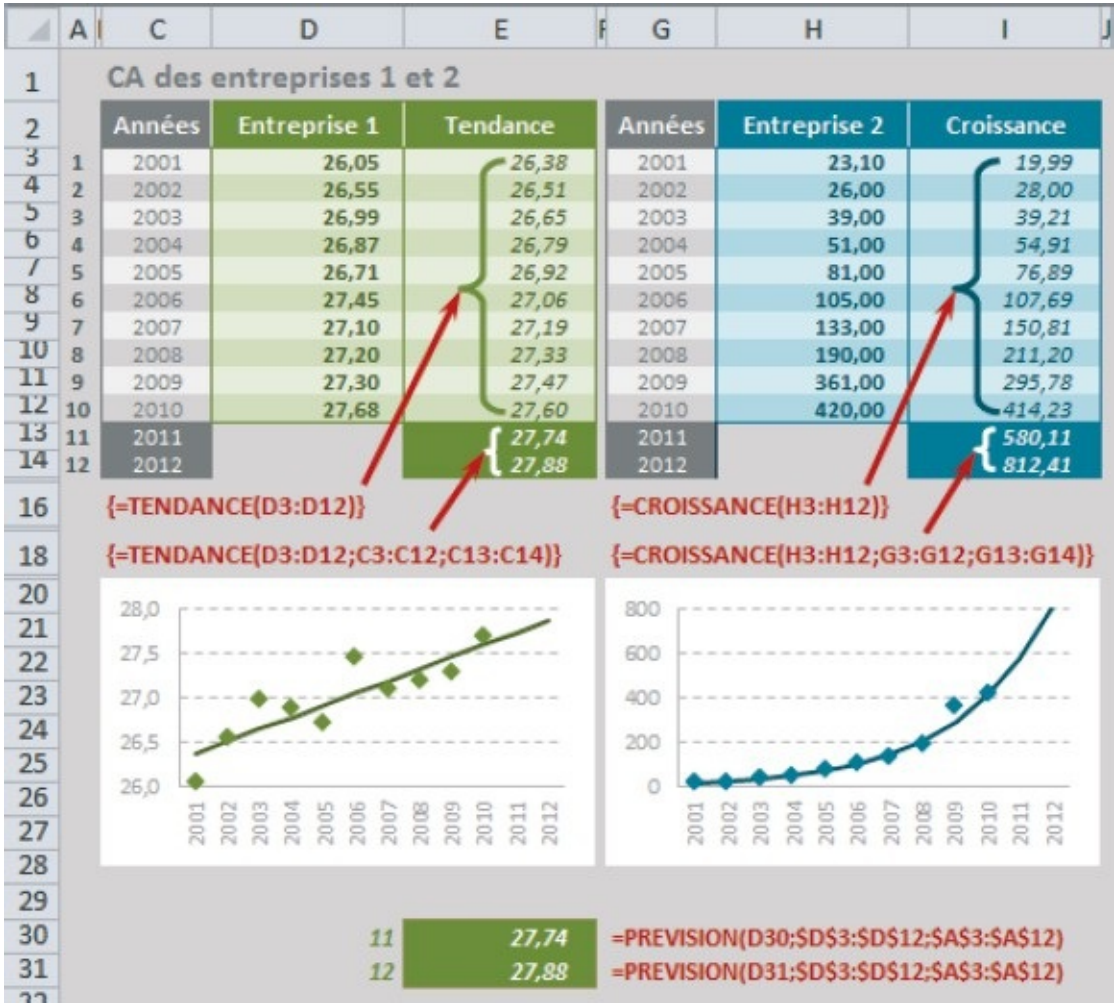 A C D E F G H I J
1 CA des entreprises 1 et 2
2 Années Entreprise 1 Tendance Années Entreprise 2 Croissance
3 1 2001 26,05 26,38 2001 23,10 19,99
4 2 2002 26,55 26,51 2002 26,00 28,00
5 3 2003 26,99 26,65 2003 39,00 39,21
6 4 2004 26,87 26,79 2004 51,00 54,91
7 5 2005 26,71 26,92 2005 81,00 76,89
8 6 2006 27,45 27,06 2006 105,00 107,69
9 7 2007 27,10 27,19 2007 133,00 150,81
10 8 2008 27,20 27,33 2008 190,00 211,20
11 9 2009 27,30 27,47 2009 361,00 295,78
12 10 2010 27,68 27,60 2010 420,00 414,23
13 11 2011 27,74 2011 580,11
14 12 2012 27,88 2012 812,41
16 {=TENDANCE(D3:D12)} {=CROISSANCE(H3:H12)}
18 {=TENDANCE(D3:D12;C3:C12;C13:C14)} {=CROISSANCE(H3:H12;G3:G12;G13:G14)}
20 28,0 800
21
22 27,5 600
23 27,0 400
24
25 26,5 200
26 26,0 0
27 2001 2002 2003 2004 2005 2006 2007 2008 2009 2010 2011 2012 2001 2002 2003 2004 2005 2006 2007 2008 2009 2010 2011 2012
28
29
30 11 27,74 =PREVISION(D30;$D$3:$D$12;$A$3:$A$12)
31 12 27,88 =PREVISION(D31;$D$3:$D$12;$A$3:$A$12)